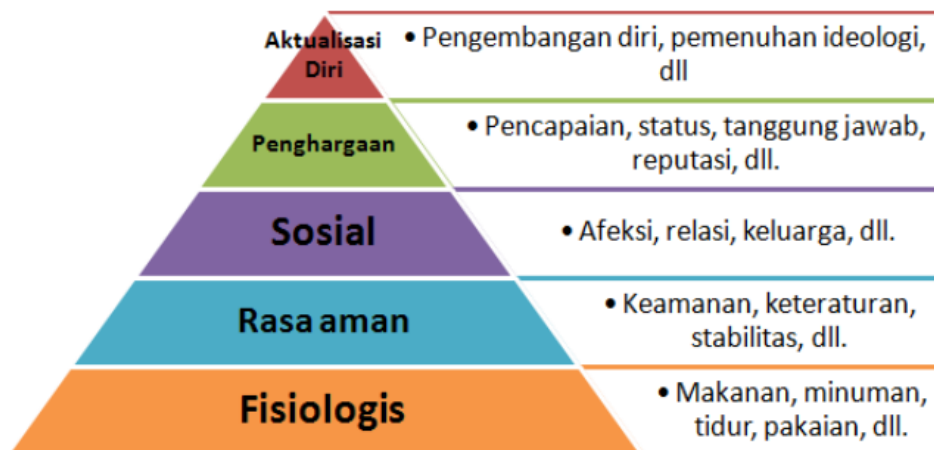 Aktualisasi
Diri
• Pengembangan diri, pemenuhan ideologi,
dll
Penghargaan
• Pencapaian, status, tanggung jawab,
reputasi, dll.
Sosial
• Afeksi, relasi, keluarga, dll.
Rasa aman
• Keamanan, keteraturan,
stabilitas, dll.
Fisiologis
• Makanan, minuman,
tidur, pakaian, dll.